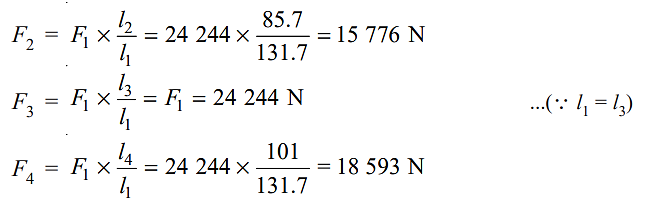 F₂ = F₁ × l₂/l₁ = 24 244 × 85.7/131.7 = 15 776 N
F₃ = F₁ × l₃/l₁ = F₁ = 24 244 N ...(∵ l₁ = l₃)
F₄ = F₁ × l₄/l₁ = 24 244 × 101/131.7 = 18 593 N